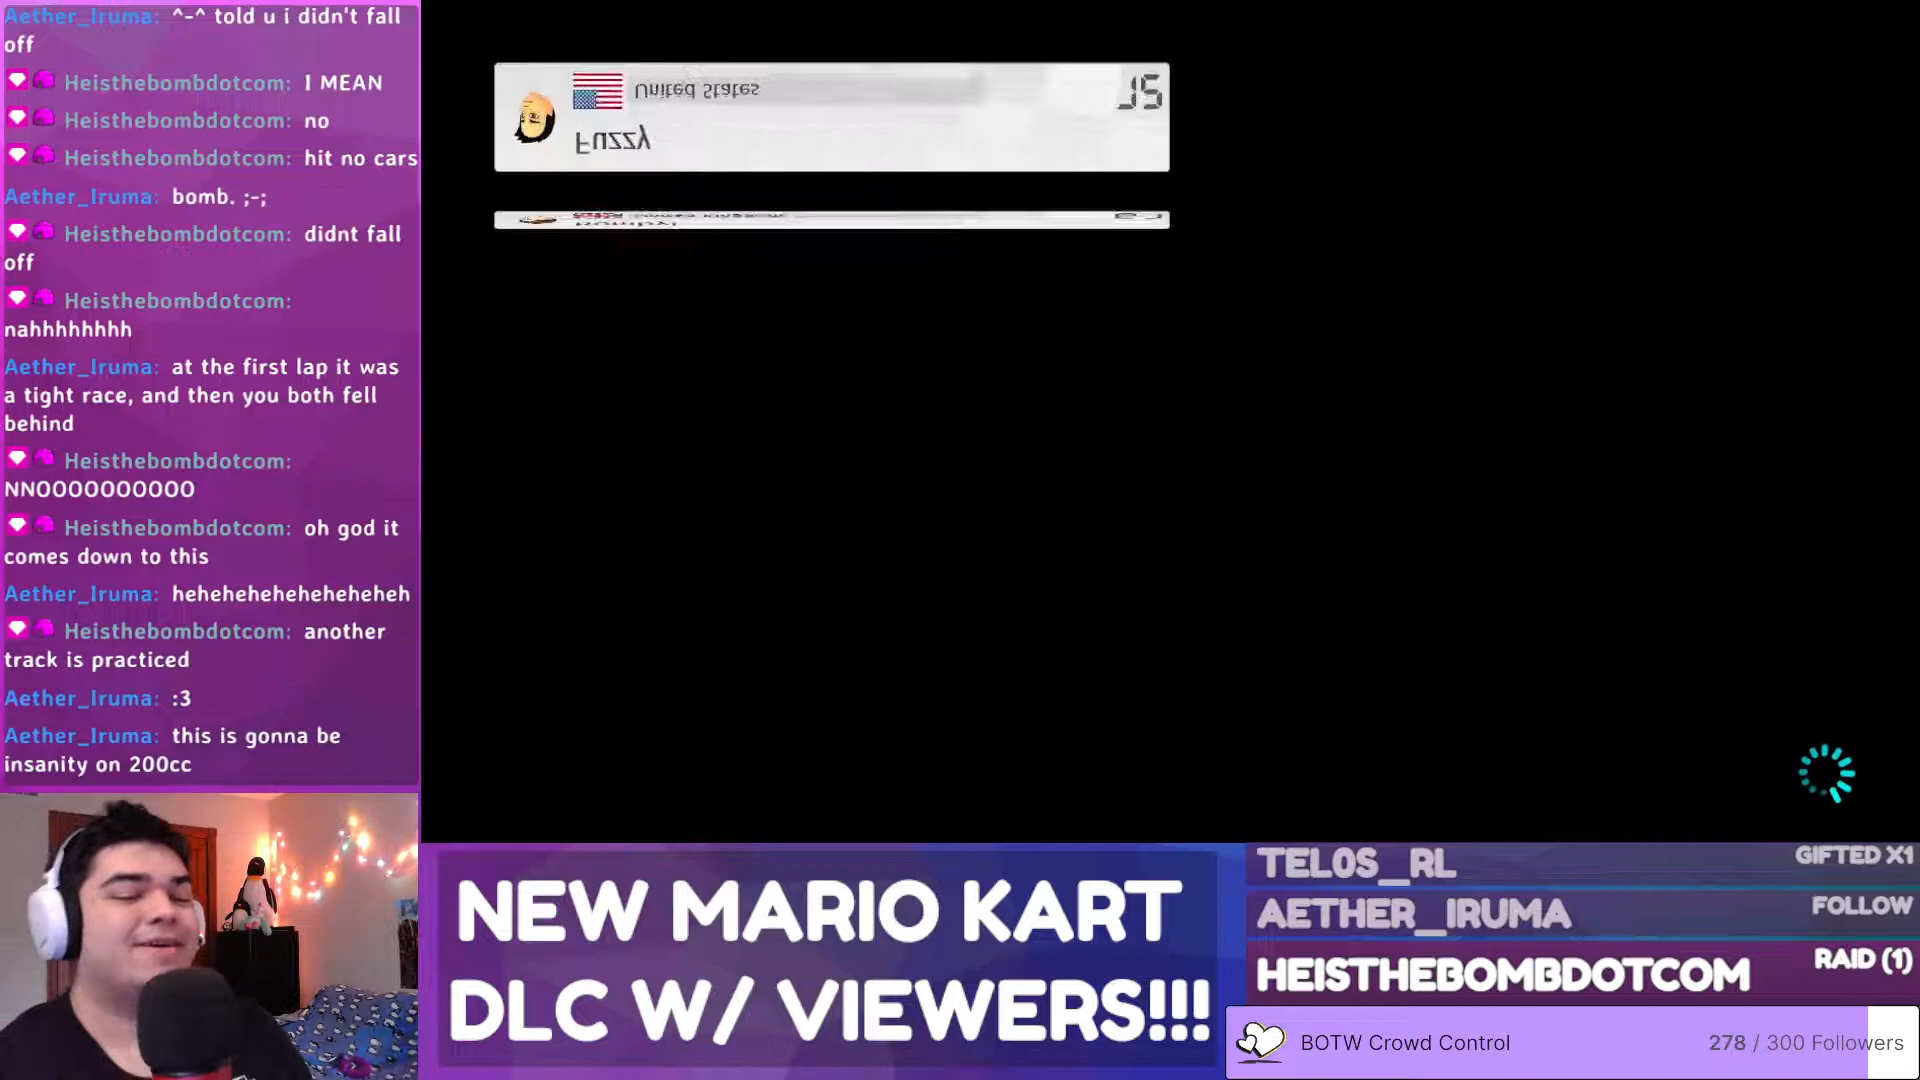 Aether_Iruma: ^-^ told u i didn't fall
off
Heisthebombdotcom: I MEAN
Heisthebombdotcom: no
Heisthebombdotcom: hit no cars
Aether_Iruma: bomb. ;-;
Heisthebombdotcom: didnt fall
off
Heisthebombdotcom:
nahhhhhhhh
Aether_Iruma: at the first lap it was
a tight race, and then you both fell
behind
Heisthebombdotcom:
NNOOOOOOOOOO
Heisthebombdotcom: oh god it
comes down to this
Aether_Iruma: heheheheheheheheheh
Heisthebombdotcom: another
track is practiced
Aether_Iruma: :3
Aether_Iruma: this is gonna be
insanity on 200cc
United States
Fuzzy
NEW MARIO KART
DLC W/ VIEWERS!!!
TEL0S_RL GIFTED X1
AETHER_IRUMA FOLLOW
HEISTHEBOMBDOTCOM RAID (1)
BOTW Crowd Control 278 / 300 Followers